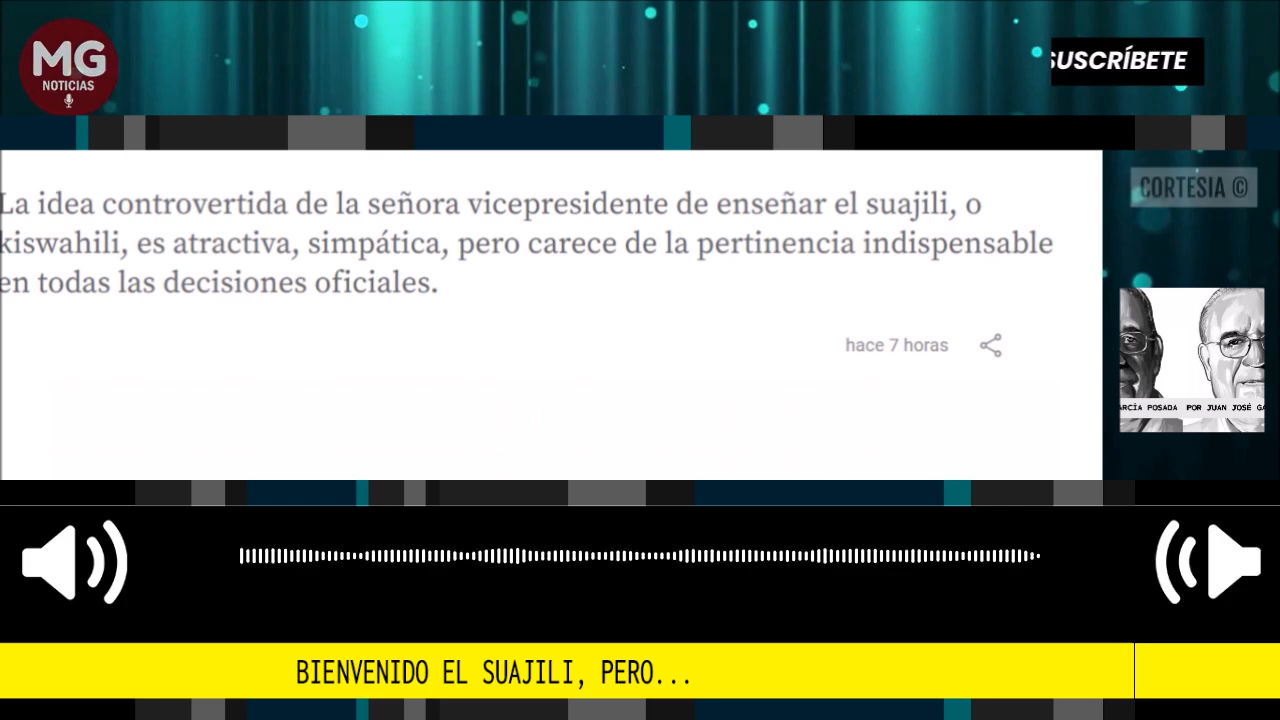 MG
NOTICIAS
SUSCRÍBETE
La idea controvertida de la señora vicepresidente de enseñar el suajili, o
kiswahili, es atractiva, simpática, pero carece de la pertinencia indispensable
en todas las decisiones oficiales.
CORTESIA ©
hace 7 horas
POSADA POR JUAN JOSÉ
BIENVENIDO EL SUAJILI, PERO...